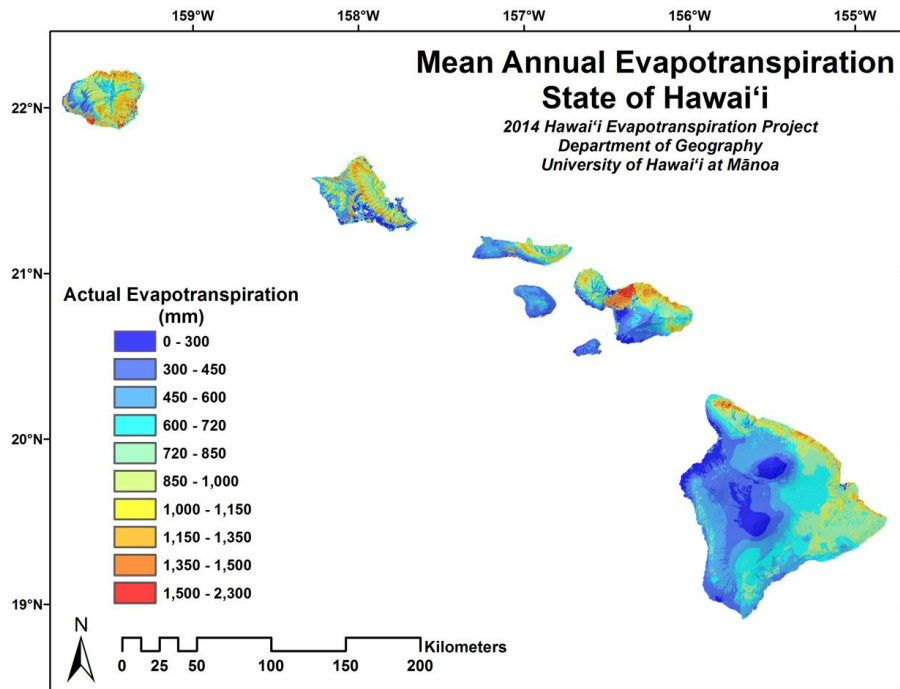 159°W 158°W 157°W 156°W 155°W
Mean Annual Evapotranspiration
State of Hawai‘i
2014 Hawai‘i Evapotranspiration Project
Department of Geography
University of Hawai‘i at Mānoa
22°N
21°N
20°N
19°N
Actual Evapotranspiration
(mm)
0 - 300
300 - 450
450 - 600
600 - 720
720 - 850
850 - 1,000
1,000 - 1,150
1,150 - 1,350
1,350 - 1,500
1,500 - 2,300
N
Kilometers
0 25 50 100 150 200